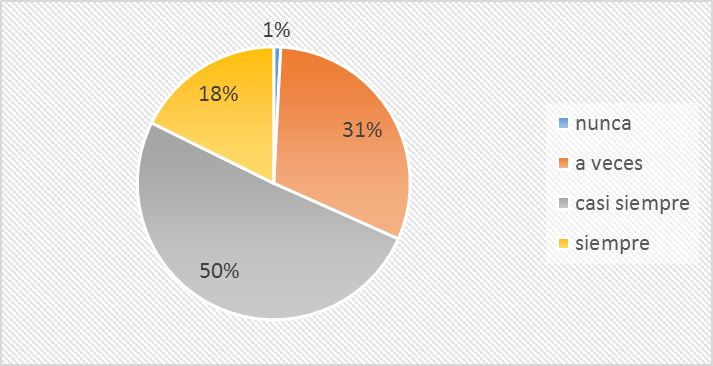 1%
18%
31%
50%
nunca
a veces
casi siempre
siempre